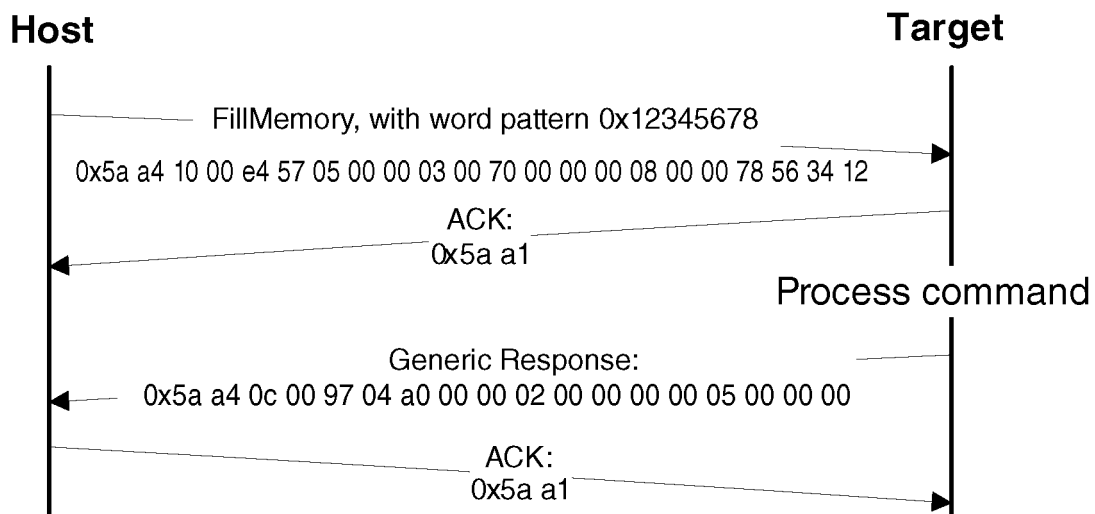 Host
Target
FillMemory, with word pattern 0x12345678
0x5a a4 10 00 e4 57 05 00 00 03 00 70 00 00 00 08 00 00 78 56 34 12
ACK:
0x5a a1
Process command
Generic Response:
0x5a a4 0c 00 97 04 a0 00 00 02 00 00 00 00 05 00 00 00
ACK:
0x5a a1